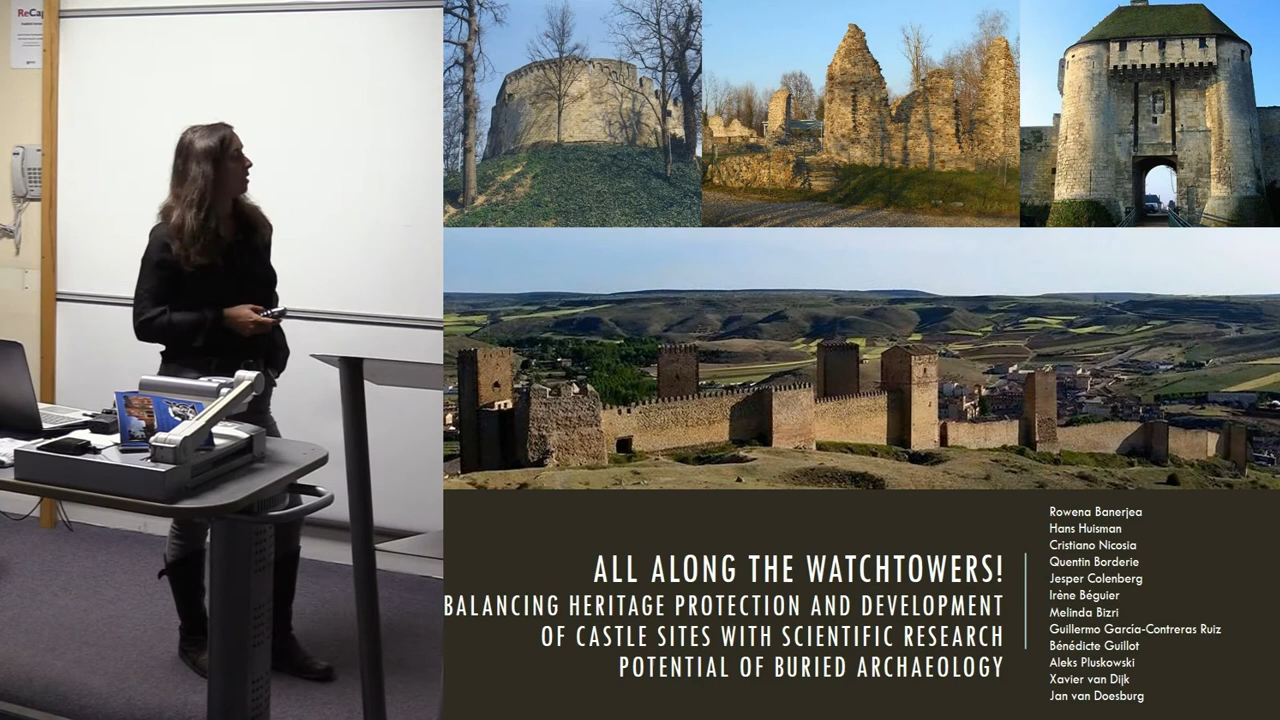 ReCap
ALL ALONG THE WATCHTOWERS!
BALANCING HERITAGE PROTECTION AND DEVELOPMENT
OF CASTLE SITES WITH SCIENTIFIC RESEARCH
POTENTIAL OF BURIED ARCHAEOLOGY
Rowena Banerjea
Hans Huisman
Cristiano Nicosia
Quentin Borderie
Jesper Colenberg
Irène Béguier
Melinda Bizri
Guillermo García-Contreras Ruiz
Bénédicte Guillot
Aleks Pluskowski
Xavier van Dijk
Jan van Doesburg